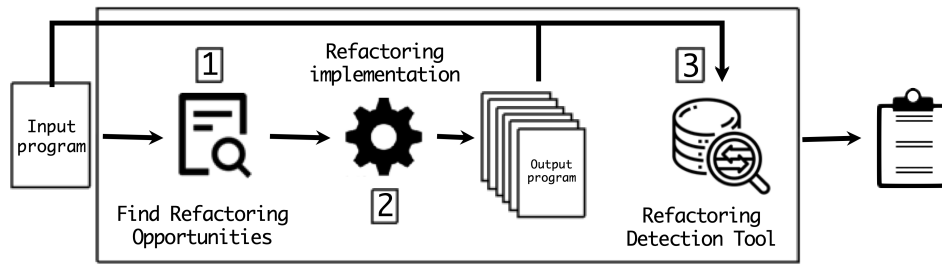 Input
program
1
Find Refactoring
Opportunities
Refactoring
implementation
2
Output
program
3
Refactoring
Detection Tool